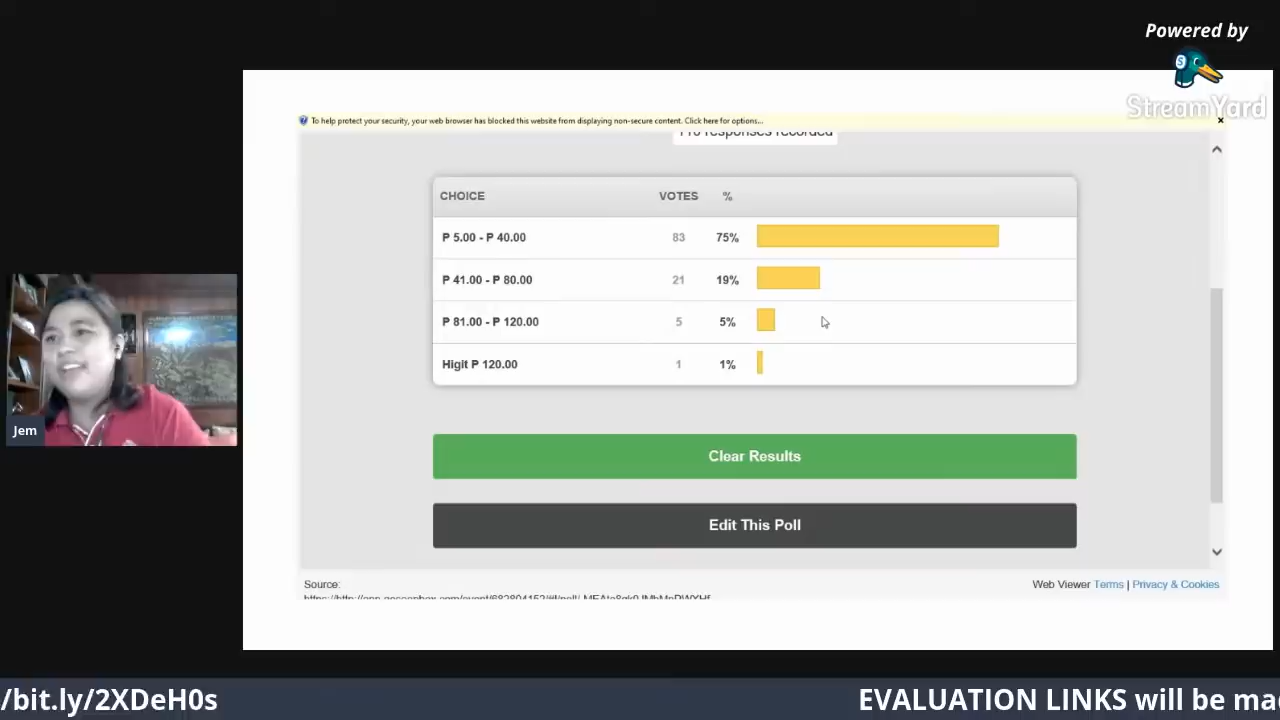 Powered by
StreamYard
To help protect your security, your web browser has blocked this website from displaying non-secure content. Click here for options...
responses recorded
CHOICE VOTES %
₱ 5.00 - ₱ 40.00 83 75%
₱ 41.00 - ₱ 80.00 21 19%
₱ 81.00 - ₱ 120.00 5 5%
Higit ₱ 120.00 1 1%
Jem
Clear Results
Edit This Poll
Source:
Web Viewer Terms | Privacy & Cookies
/bit.ly/2XDeH0s EVALUATION LINKS will be